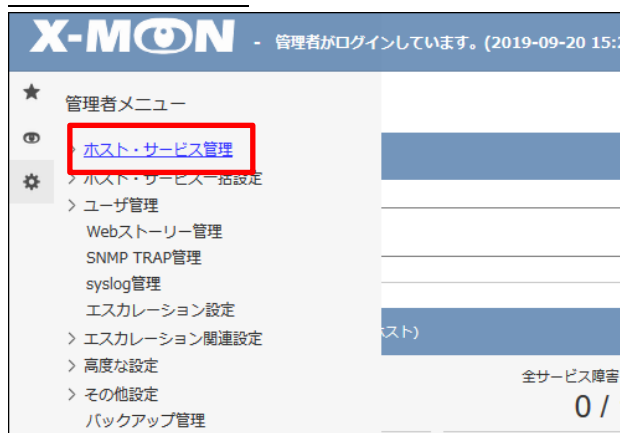 X-MON - 管理者がログインしています。(2019-09-20 15:
管理者メニュー
> ホスト・サービス管理
> ホスト・サービス一括設定
> ユーザ管理
Webストーリー管理
SNMP TRAP管理
syslog管理
エスカレーション設定
> エスカレーション関連設定
ホスト)
> 高度な設定
全サービス障害
> その他設定
0 /
バックアップ管理